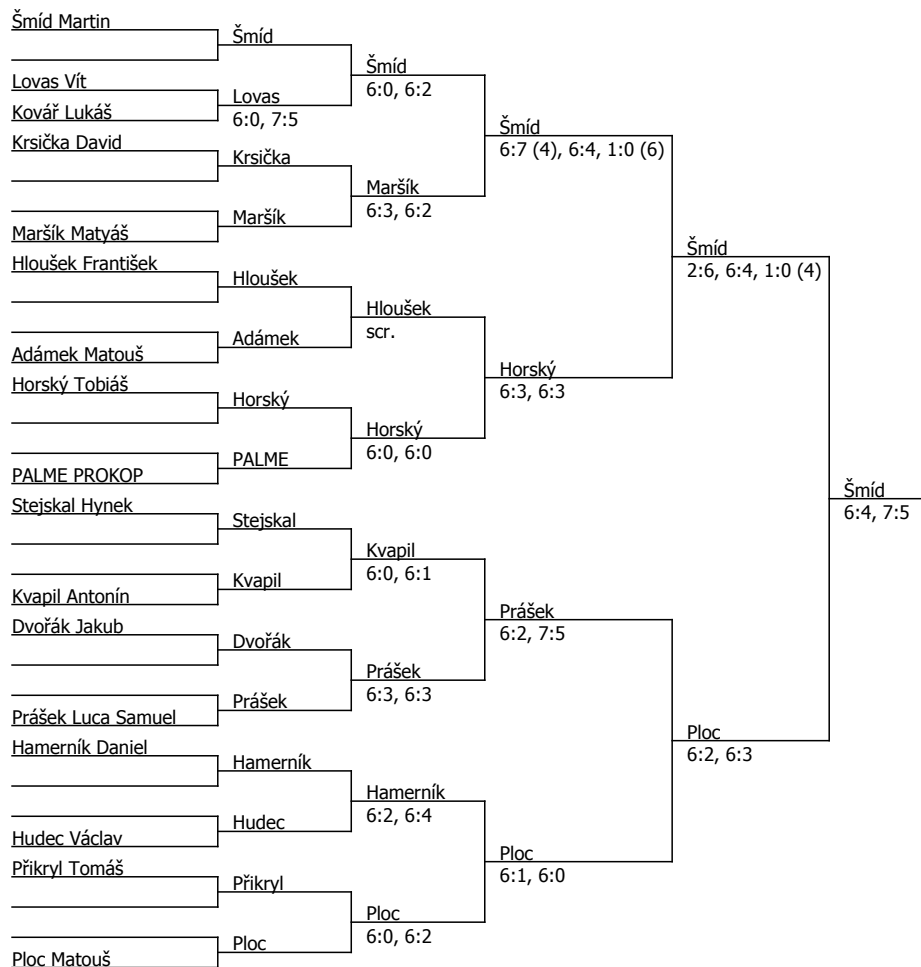 Šmíd Martin
Šmíd
Šmíd
6:0, 6:2
Lovas Vít
Lovas
6:0, 7:5
Kovář Lukáš
Šmíd
6:7 (4), 6:4, 1:0 (6)
Krsička David
Krsička
Maršík
6:3, 6:2
Maršík
Maršík Matyáš
Šmíd
2:6, 6:4, 1:0 (4)
Hloušek František
Hloušek
Hloušek
scr.
Adámek
Adámek Matouš
Horský
6:3, 6:3
Horský Tobiáš
Horský
Horský
6:0, 6:0
PALME
PALME PROKOP
Šmíd
6:4, 7:5
Stejskal Hynek
Stejskal
Kvapil
6:0, 6:1
Kvapil
Kvapil Antonín
Prášek
6:2, 7:5
Dvořák Jakub
Dvořák
Prášek
6:3, 6:3
Prášek
Prášek Luca Samuel
Ploc
6:2, 6:3
Hamerník Daniel
Hamerník
Hamerník
6:2, 6:4
Hudec
Hudec Václav
Ploc
6:1, 6:0
Přikryl Tomáš
Přikryl
Ploc
6:0, 6:2
Ploc
Ploc Matouš